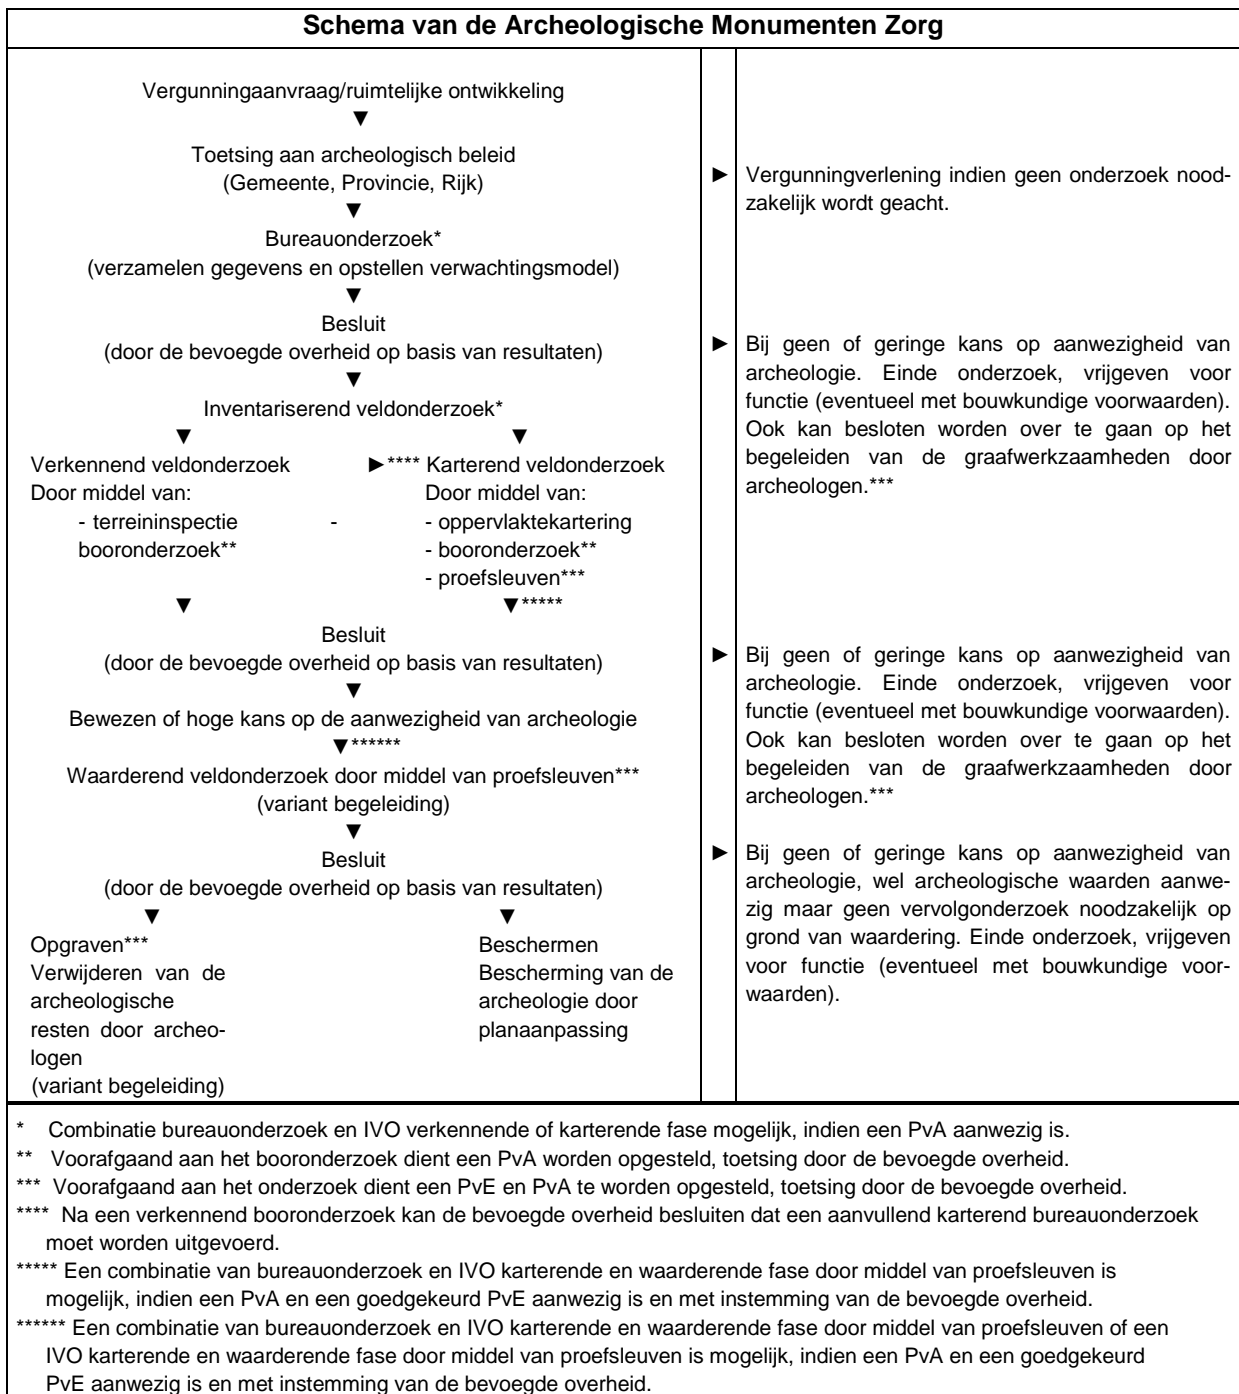 Schema van de Archeologische Monumenten Zorg
Vergunningaanvraag/ruimtelijke ontwikkeling
▼
Toetsing aan archeologisch beleid
(Gemeente, Provincie, Rijk)
▼
Bureauonderzoek*
(verzamelen gegevens en opstellen verwachtingsmodel)
▼
Besluit
(door de bevoegde overheid op basis van resultaten)
▼
Inventariserend veldonderzoek*
▼ ▼
Verkennend veldonderzoek ►**** Karterend veldonderzoek
Door middel van: Door middel van:
- terreininspectie - - oppervlaktekartering
booronderzoek** - booronderzoek**
- proefsleuven***
▼ ▼*****
Besluit
(door de bevoegde overheid op basis van resultaten)
▼
Bewezen of hoge kans op de aanwezigheid van archeologie
▼******
Waarderend veldonderzoek door middel van proefsleuven***
(variant begeleiding)
▼
Besluit
(door de bevoegde overheid op basis van resultaten)
▼ ▼
Opgraven***
Verwijderen van de
archeologische
resten door archeo-
logen
(variant begeleiding)
Beschermen
Bescherming van de
archeologie door
planaanpassing
► Vergunningverlening indien geen onderzoek nood-
zakelijk wordt geacht.
► Bij geen of geringe kans op aanwezigheid van
archeologie. Einde onderzoek, vrijgeven voor
functie (eventueel met bouwkundige voorwaarden).
Ook kan besloten worden over te gaan op het
begeleiden van de graafwerkzaamheden door
archeologen.***
► Bij geen of geringe kans op aanwezigheid van
archeologie. Einde onderzoek, vrijgeven voor
functie (eventueel met bouwkundige voorwaarden).
Ook kan besloten worden over te gaan op het
begeleiden van de graafwerkzaamheden door
archeologen.***
► Bij geen of geringe kans op aanwezigheid van
archeologie, wel archeologische waarden aanwe-
zig maar geen vervolgonderzoek noodzakelijk op
grond van waardering. Einde onderzoek, vrijgeven
voor functie (eventueel met bouwkundige voor-
waarden).
* Combinatie bureauonderzoek en IVO verkennende of karterende fase mogelijk, indien een PvA aanwezig is.
** Voorafgaand aan het booronderzoek dient een PvA worden opgesteld, toetsing door de bevoegde overheid.
*** Voorafgaand aan het onderzoek dient een PvE en PvA te worden opgesteld, toetsing door de bevoegde overheid.
**** Na een verkennend booronderzoek kan de bevoegde overheid besluiten dat een aanvullend karterend bureauonderzoek
moet worden uitgevoerd.
***** Een combinatie van bureauonderzoek en IVO karterende en waarderende fase door middel van proefsleuven is
mogelijk, indien een PvA en een goedgekeurd PvE aanwezig is en met instemming van de bevoegde overheid.
****** Een combinatie van bureauonderzoek en IVO karterende en waarderende fase door middel van proefsleuven of een
IVO karterende en waarderende fase door middel van proefsleuven is mogelijk, indien een PvA en een goedgekeurd
PvE aanwezig is en met instemming van de bevoegde overheid.